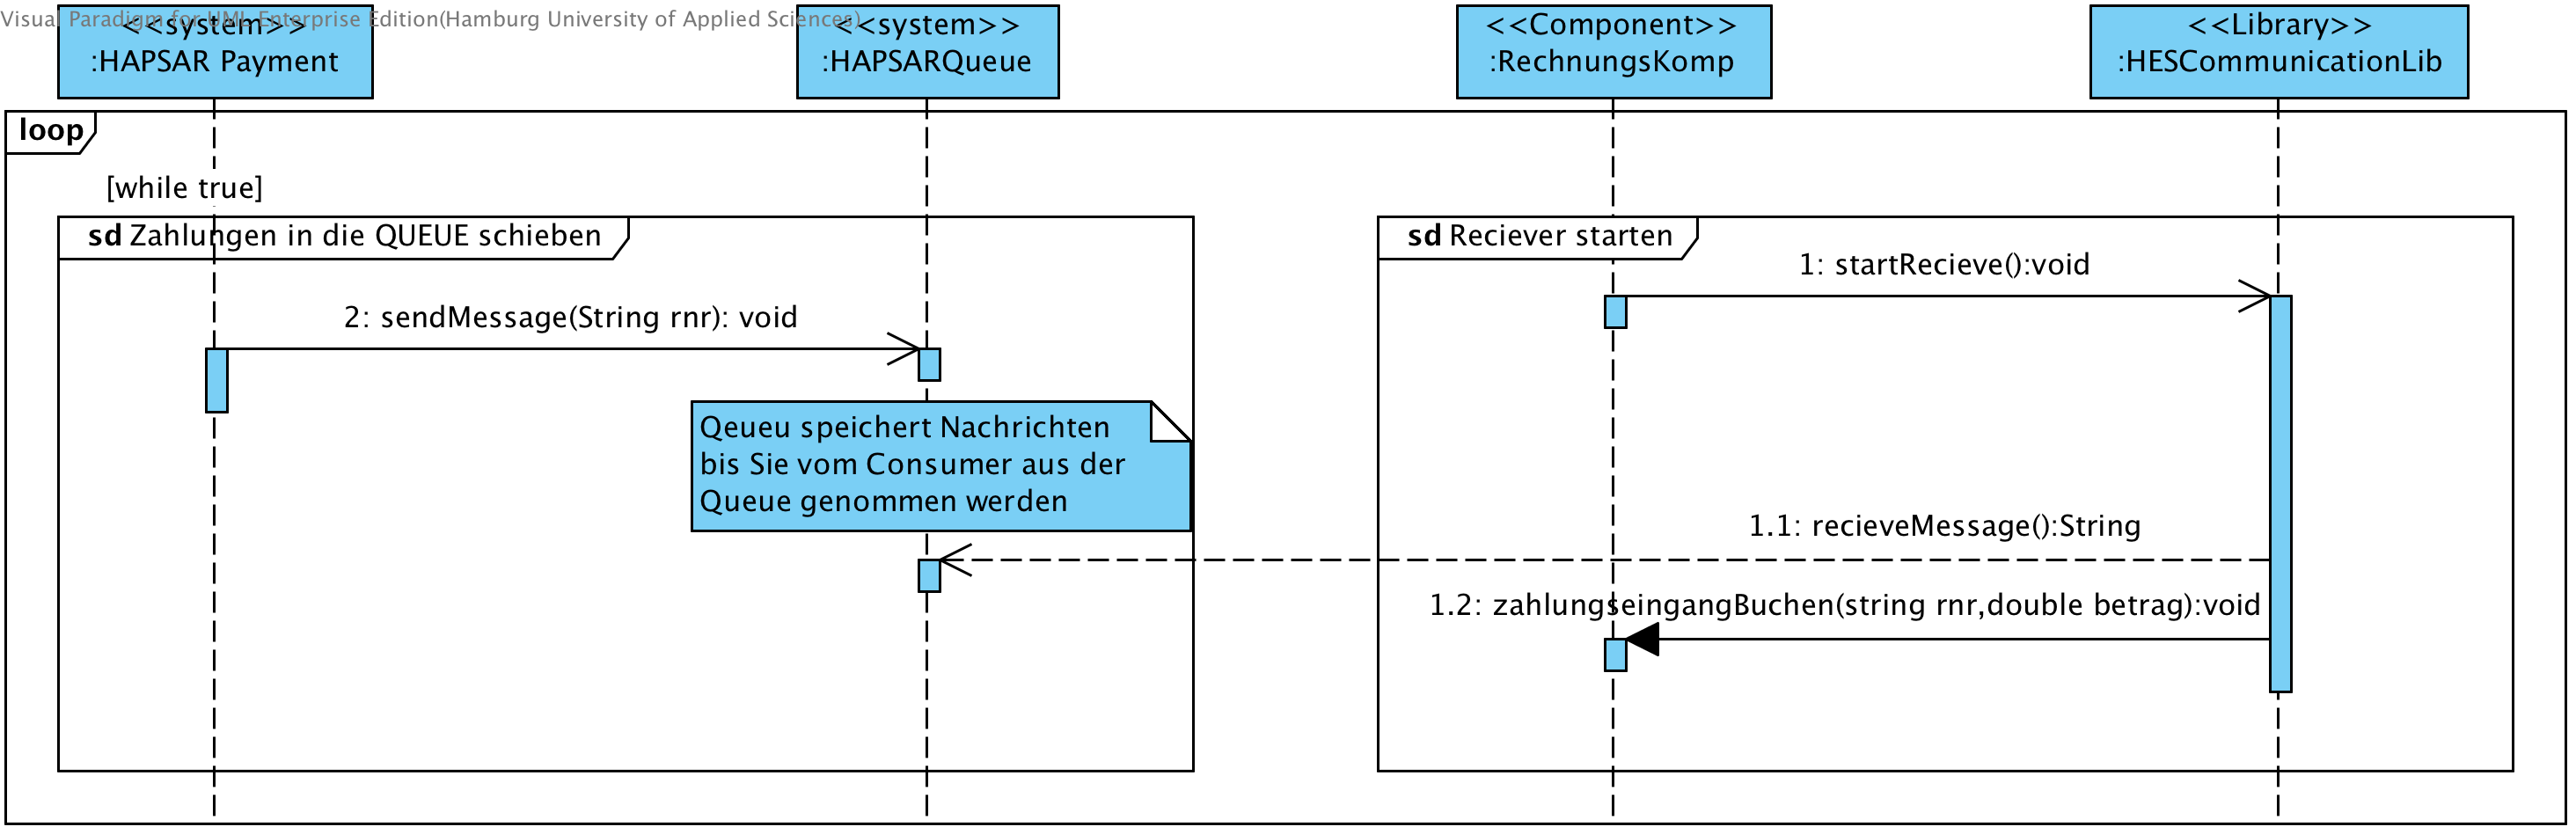 Visual Paradigm for UML Enterprise Edition(Hamburg University of Applied Sciences)
<<system>>
:HAPSAR Payment
<<system>>
:HAPSARQueue
<<Component>>
:RechnungsKomp
<<Library>>
:HESCommunicationLib
loop
[while true]
sd Zahlungen in die QUEUE schieben
sd Reciever starten
1: startRecieve():void
2: sendMessage(String rnr): void
Qeueu speichert Nachrichten
bis Sie vom Consumer aus der
Queue genommen werden
1.1: recieveMessage():String
1.2: zahlungseingangBuchen(string rnr,double betrag):void